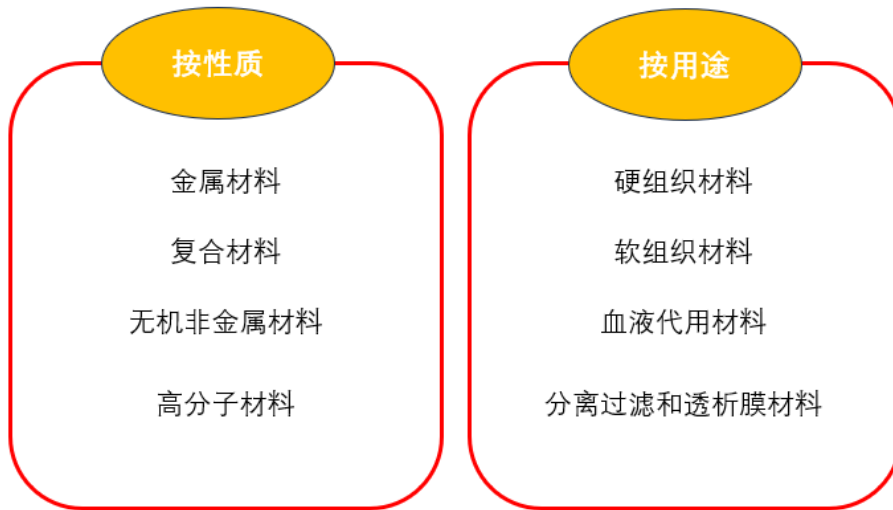 按性质
金属材料
复合材料
无机非金属材料
高分子材料
按用途
硬组织材料
软组织材料
血液代用材料
分离过滤和透析膜材料